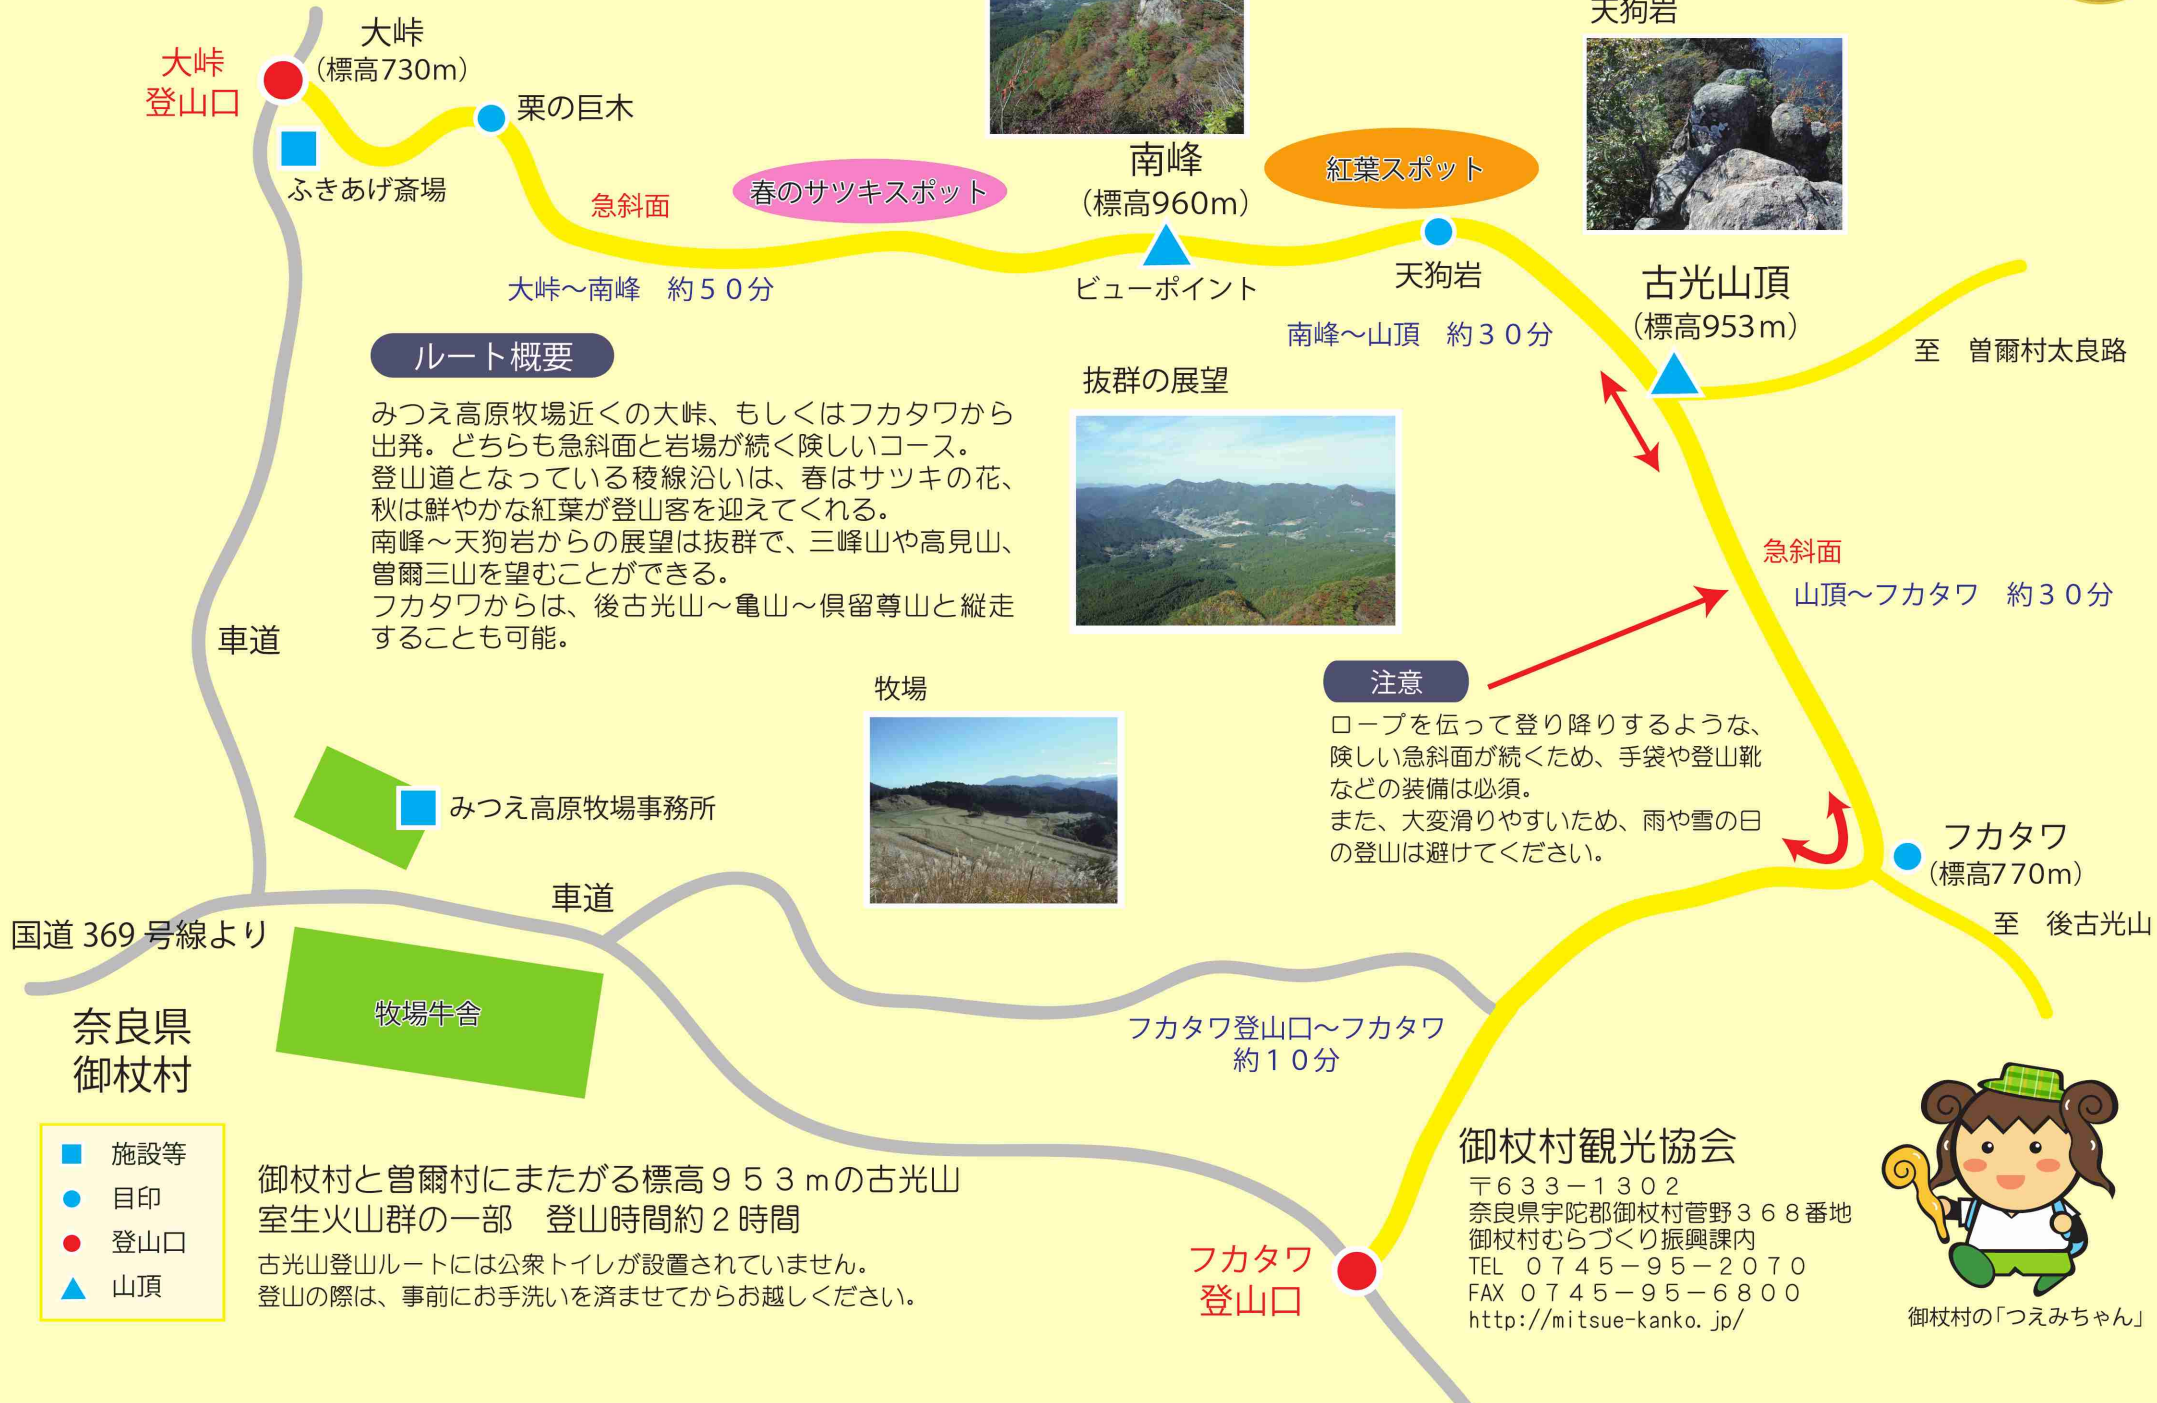 天狗岩
大峠
（標高730m）
大峠
登山口
栗の巨木
ふきあげ斎場
急斜面
春のサツキスポット
大峠～南峰　約５０分
南峰
（標高960m）
ビューポイント
紅葉スポット
天狗岩
南峰～山頂　約３０分
古光山頂
（標高953m）
至　曽爾村太良路
ルート概要
みつえ高原牧場近くの大峠、もしくはフカタワから
出発。どちらも急斜面と岩場が続く険しいコース。
登山道となっている稜線沿いは、春はサツキの花、
秋は鮮やかな紅葉が登山客を迎えてくれる。
南峰～天狗岩からの展望は抜群で、三峰山や高見山、
曽爾三山を望むことができる。
フカタワからは、後古光山～亀山～倶留尊山と縦走
することも可能。
抜群の展望
急斜面
山頂～フカタワ　約３０分
車道
牧場
注意
ロープを伝って登り降りするような、
険しい急斜面が続くため、手袋や登山靴
などの装備は必須。
また、大変滑りやすいため、雨や雪の日
の登山は避けてください。
みつえ高原牧場事務所
フカタワ
（標高770m）
至　後古光山
車道
国道 369 号線より
牧場牛舎
奈良県
御杖村
フカタワ登山口～フカタワ
約１０分
施設等
目印
登山口
山頂
御杖村と曽爾村にまたがる標高９５３ｍの古光山
室生火山群の一部　登山時間約２時間
古光山登山ルートには公衆トイレが設置されていません。
登山の際は、事前にお手洗いを済ませてからお越しください。
フカタワ
登山口
御杖村観光協会
〒６３３－１３０２
奈良県宇陀郡御杖村菅野３６８番地
御杖村むらづくり振興課内
TEL　０７４５－９５－２０７０
FAX　０７４５－９５－６８００
http://mitsue-kanko.jp/
御杖村の「つえみちゃん」